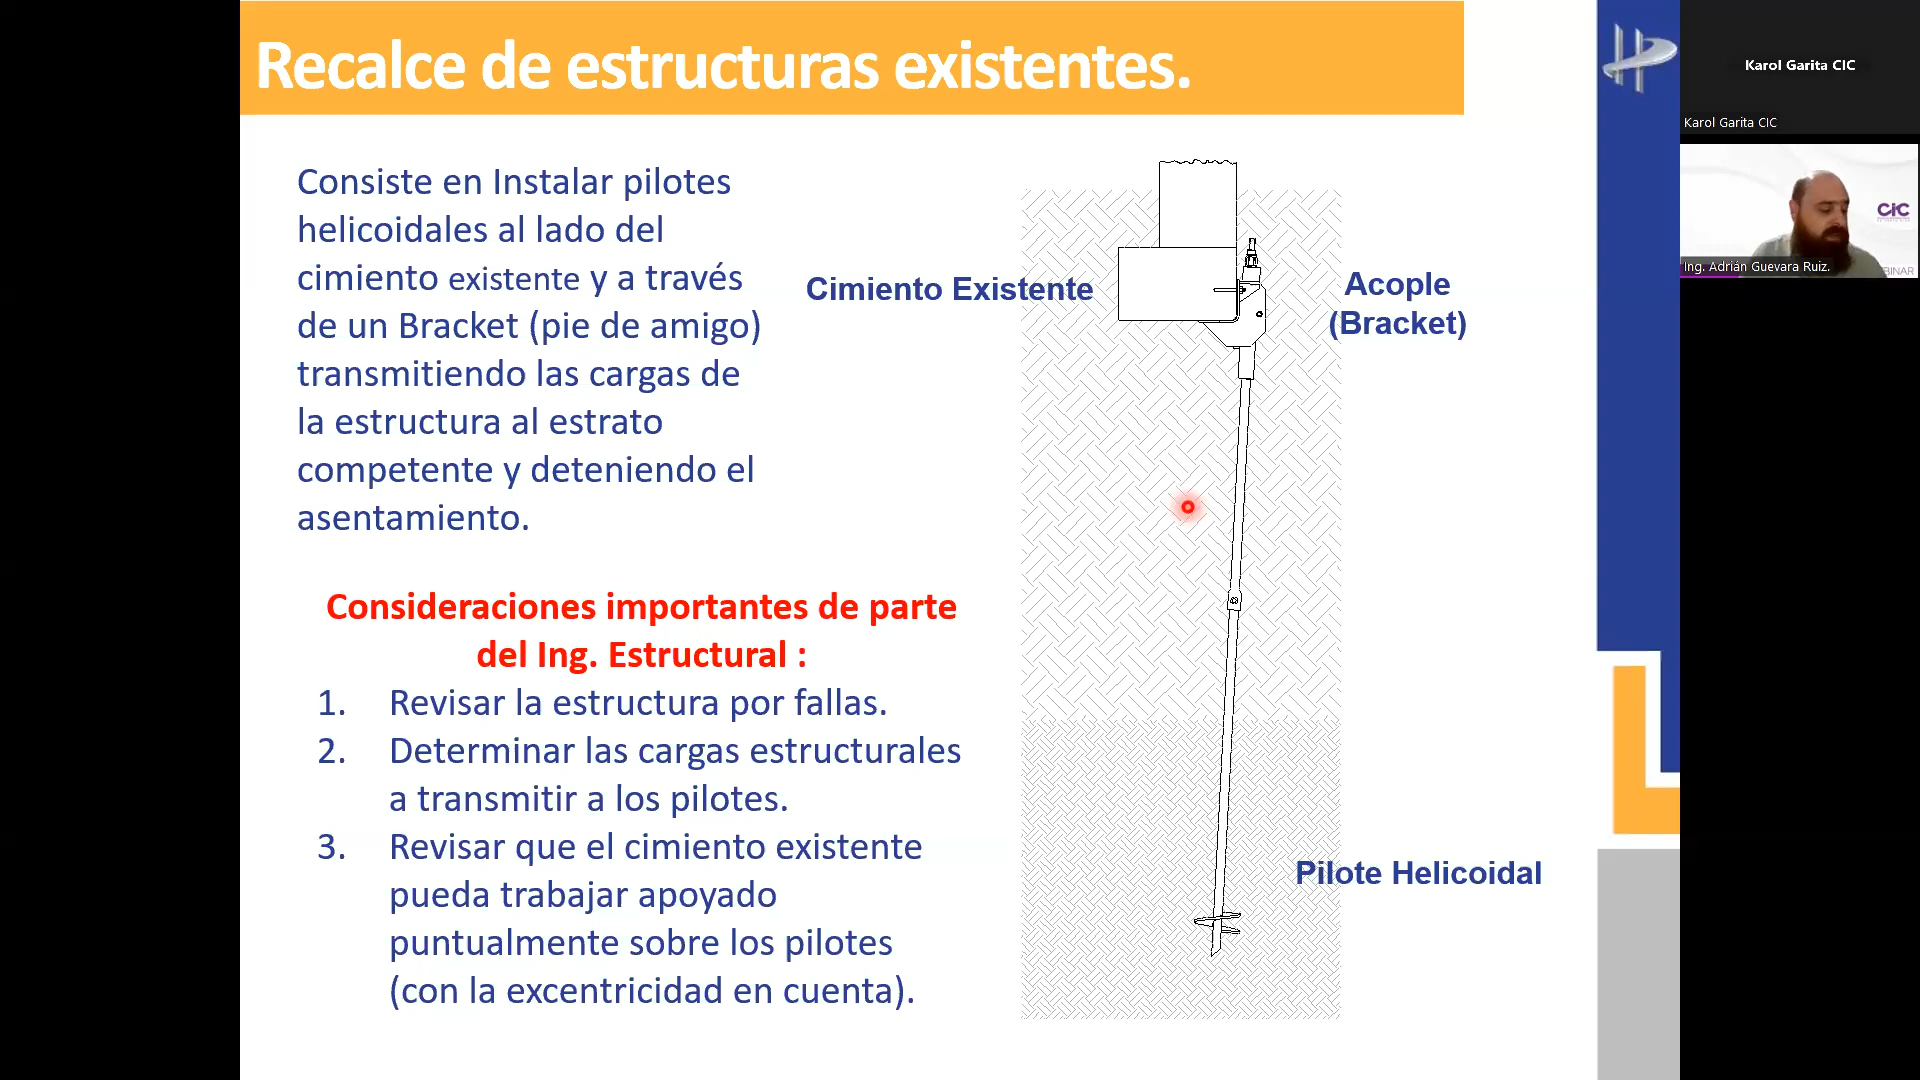 Recalce de estructuras existentes.
Consiste en Instalar pilotes
helicoidales al lado del
cimiento existente y a través
de un Bracket (pie de amigo)
transmitiendo las cargas de
la estructura al estrato
competente y deteniendo el
asentamiento.
Consideraciones importantes de parte
del Ing. Estructural :
1. Revisar la estructura por fallas.
2. Determinar las cargas estructurales
a transmitir a los pilotes.
3. Revisar que el cimiento existente
pueda trabajar apoyado
puntualmente sobre los pilotes
(con la excentricidad en cuenta).
Cimiento Existente
Acople
(Bracket)
Pilote Helicoidal
Karol Garita CIC
Karol Garita CIC
CIC
Ing. Adrián Guevara Ruiz.